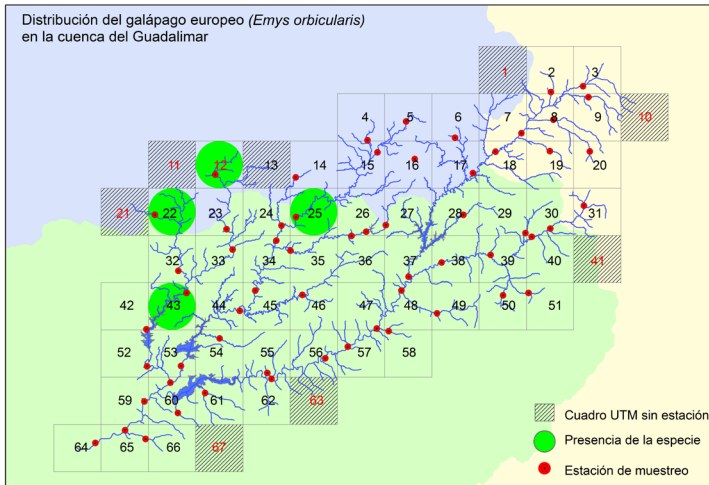 Distribución del galápago europeo (Emys orbicularis)
en la cuenca del Guadalimar
1 2 3
4 5 6 7 8 9 10
11 12 13 14 15 16 17 18 19 20
21 22 23 24 25 26 27 28 29 30 31
32 33 34 35 36 37 38 39 40 41
42 43 44 45 46 47 48 49 50 51
52 53 54 55 56 57 58
59 60 61 62 63
64 65 66 67
Cuadro UTM sin estación
Presencia de la especie
Estación de muestreo